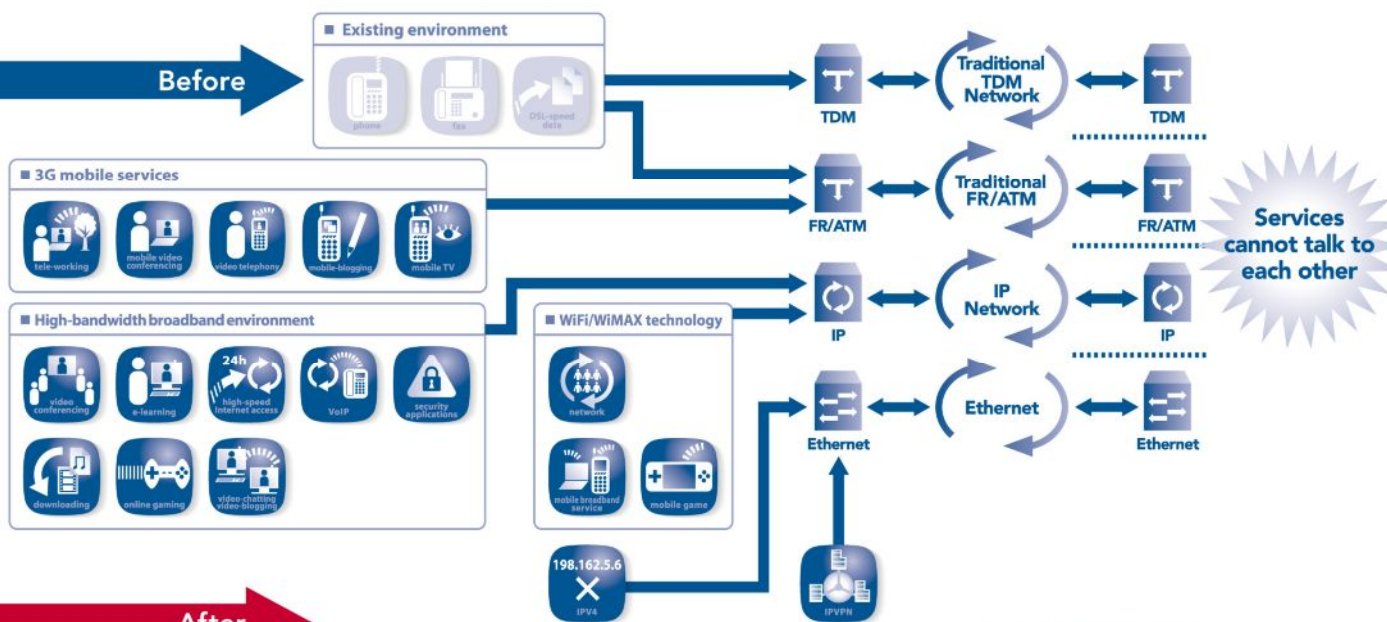 Before
■ Existing environment
phone
fax
DSL-speed
data
TDM
Traditional
TDM
Network
TDM
■ 3G mobile services
tele-working
mobile video
conferencing
video telephony
mobile-blogging
mobile TV
FR/ATM
Traditional
FR/ATM
FR/ATM
Services
cannot talk to
each other
■ High-bandwidth broadband environment
video
conferencing
e-learning
24h
high-speed
Internet access
VoIP
security
applications
downloading
online gaming
video-chatting
video-blogging
■ WiFi/WiMAX technology
network
mobile broadband
service
mobile game
IP
IP
Network
IP
Ethernet
Ethernet
Ethernet
198.162.5.6
IPV4
IPVPN
After